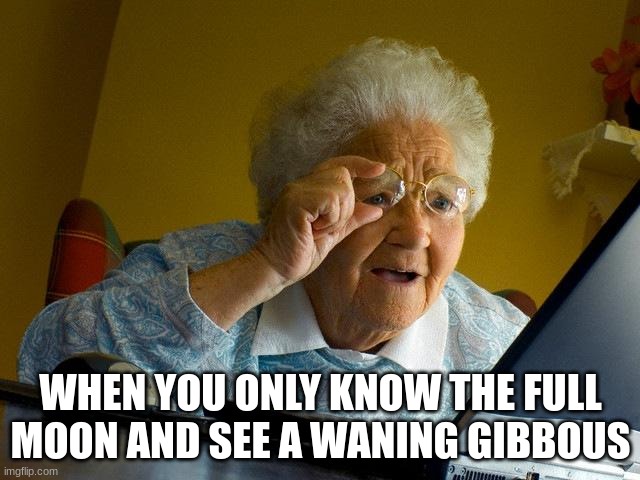 WHEN YOU ONLY KNOW THE FULL
MOON AND SEE A WANING GIBBOUS
imgflip.com